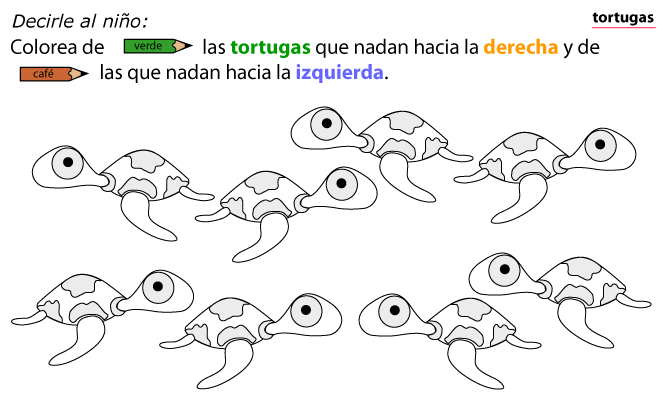 Decirle al niño:
tortugas
Colorea de verde las tortugas que nadan hacia la derecha y de
café las que nadan hacia la izquierda.